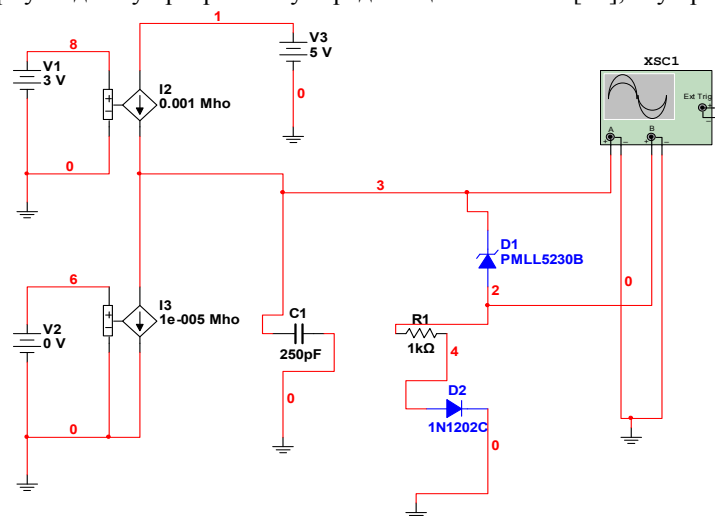 1
8
V1
3 V
I2
0.001 Mho
V3
5 V
0
0
XSC1
Ext Trig
+
A
B
3
D1
PMLL5230B
2
6
V2
0 V
I3
1e-005 Mho
C1
250pF
0
R1
1kΩ
4
D2
1N1202C
0
0
0